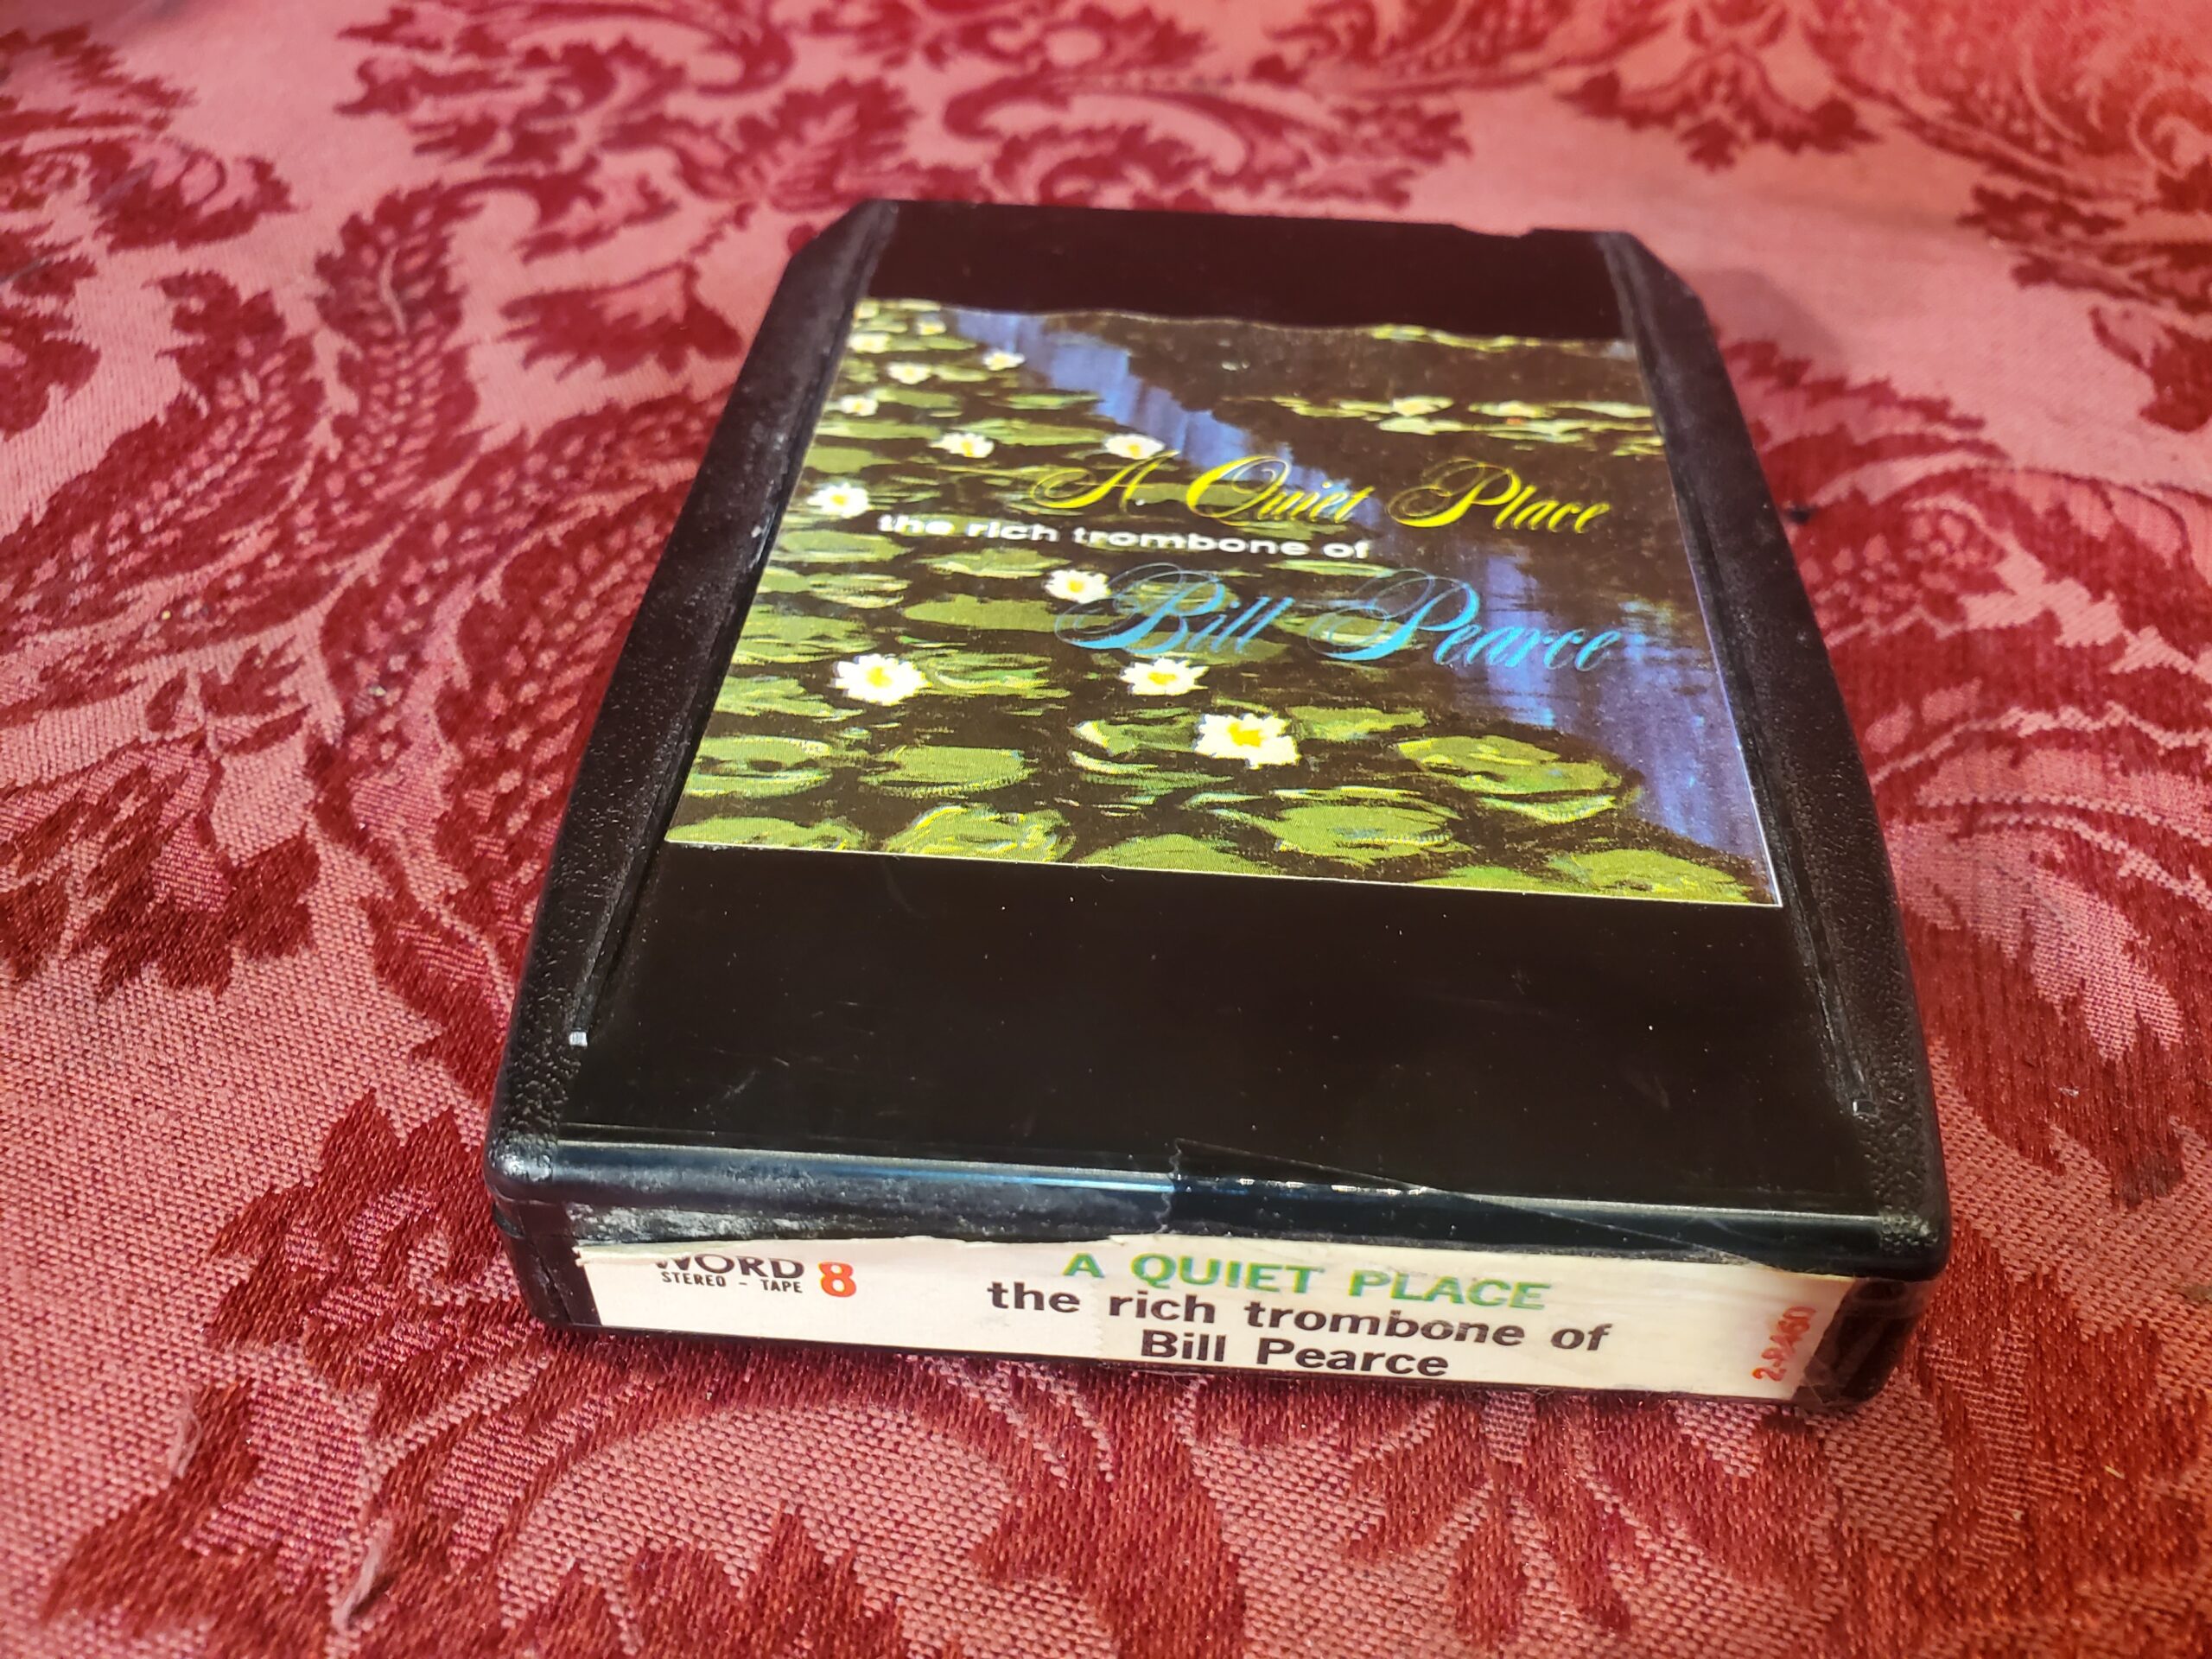 A Quiet Place
the rich trombone of
Bill Pearce
WORD 8
STEREO - TAPE
A QUIET PLACE
the rich trombone of
Bill Pearce